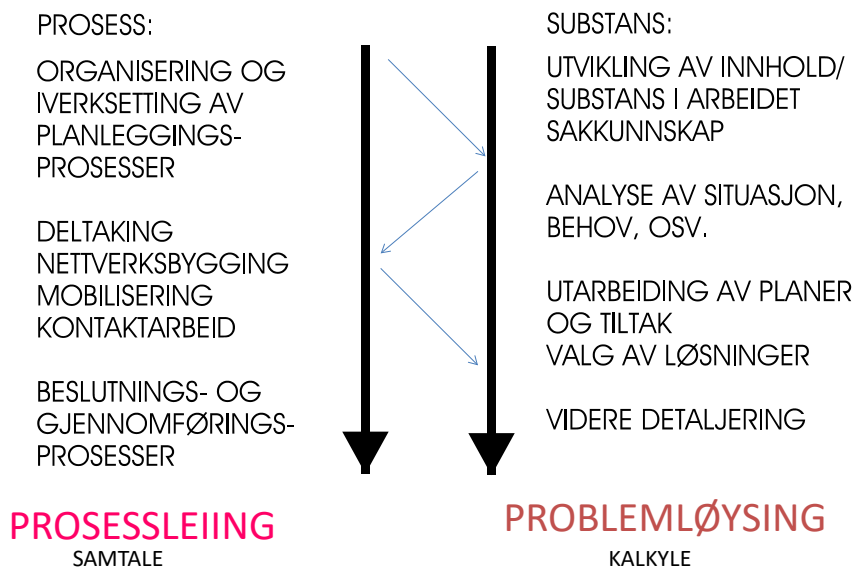 PROSESS:
ORGANISERING OG
IVERKSETTING AV
PLANLEGGINGS-
PROSESSER
DELTAKING
NETTVERKSBYGGING
MOBILISERING
KONTAKTARBEID
BESLUTNINGS- OG
GJENNOMFØRINGS-
PROSESSER
PROSESSLEIING
SAMTALE
SUBSTANS:
UTVIKLING AV INNHOLD/
SUBSTANS I ARBEIDET
SAKKUNNSKAP
ANALYSE AV SITUASJON,
BEHOV, OSV.
UTARBEIDING AV PLANER
OG TILTAK
VALG AV LØSNINGER
VIDERE DETALJERING
PROBLEMLØYSING
KALKYLE